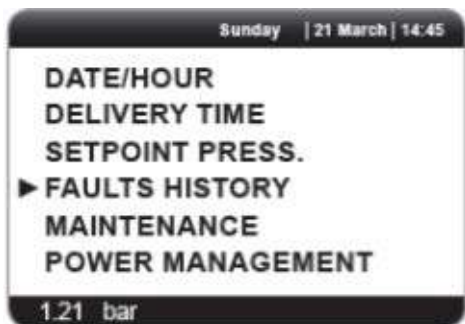 Sunday | 21 March | 14:45
DATE/HOUR
DELIVERY TIME
SETPOINT PRESS.
▶ FAULTS HISTORY
MAINTENANCE
POWER MANAGEMENT
1.21 bar